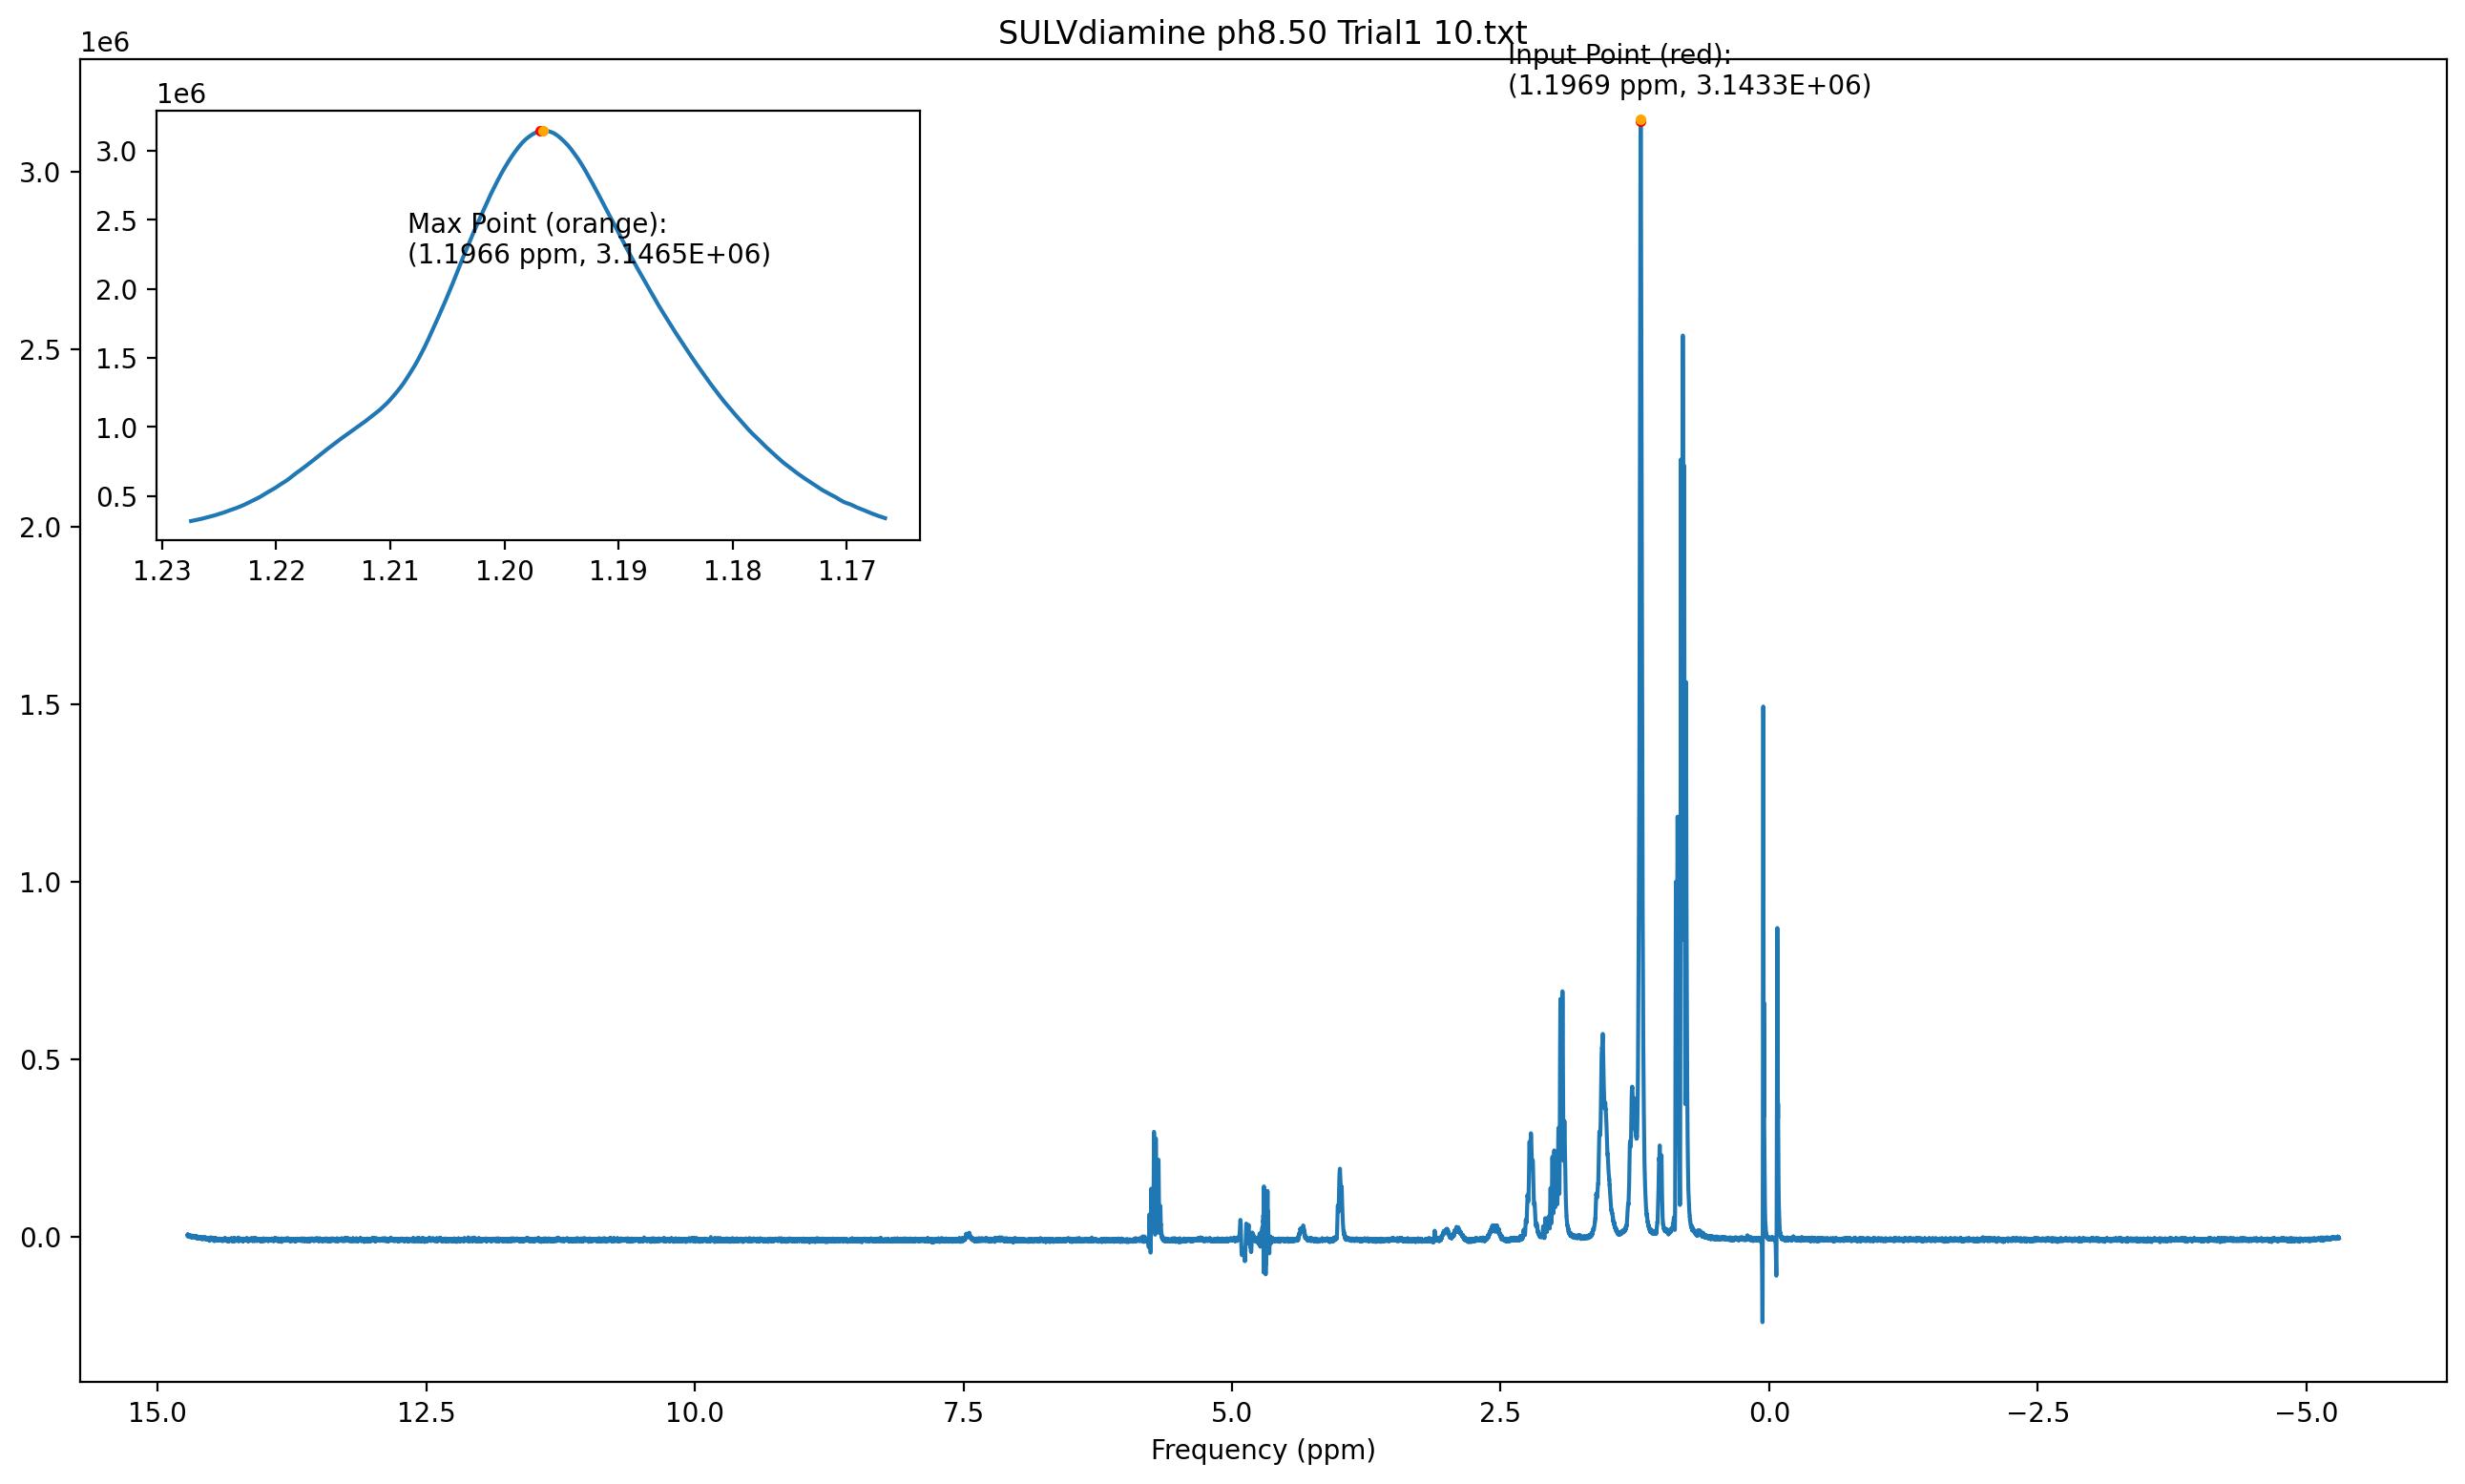 SULVdiamine ph8.50 Trial1 10.txt
1e6
Input Point (red):
(1.1969 ppm, 3.1433E+06)
1e6
3.0
2.5
2.0
1.5
1.0
0.5
Max Point (orange):
(1.1966 ppm, 3.1465E+06)
1.23 1.22 1.21 1.20 1.19 1.18 1.17
3.0
2.5
2.0
1.5
1.0
0.5
0.0
15.0 12.5 10.0 7.5 5.0 2.5 0.0 −2.5 −5.0
Frequency (ppm)